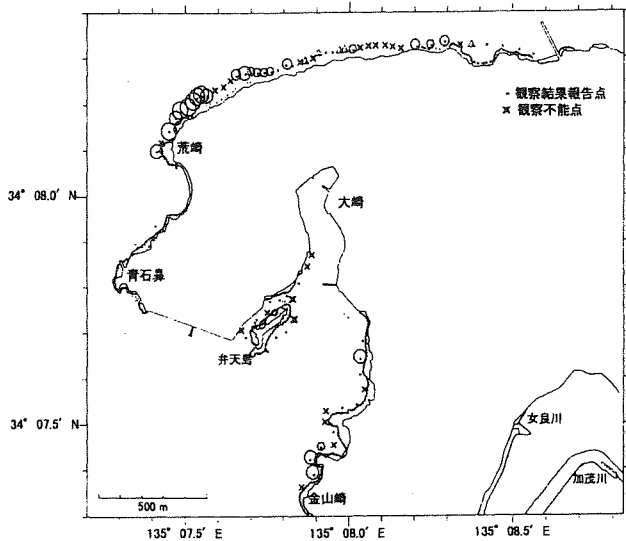 ・観察結果報告点
× 観察不能点
荒崎
34° 08.0' N
大崎
青石鼻
弁天島
34° 07.5' N
女良川
加茂川
金山崎
500 m
135° 07.5' E
135° 08.0' E
135° 08.5' E